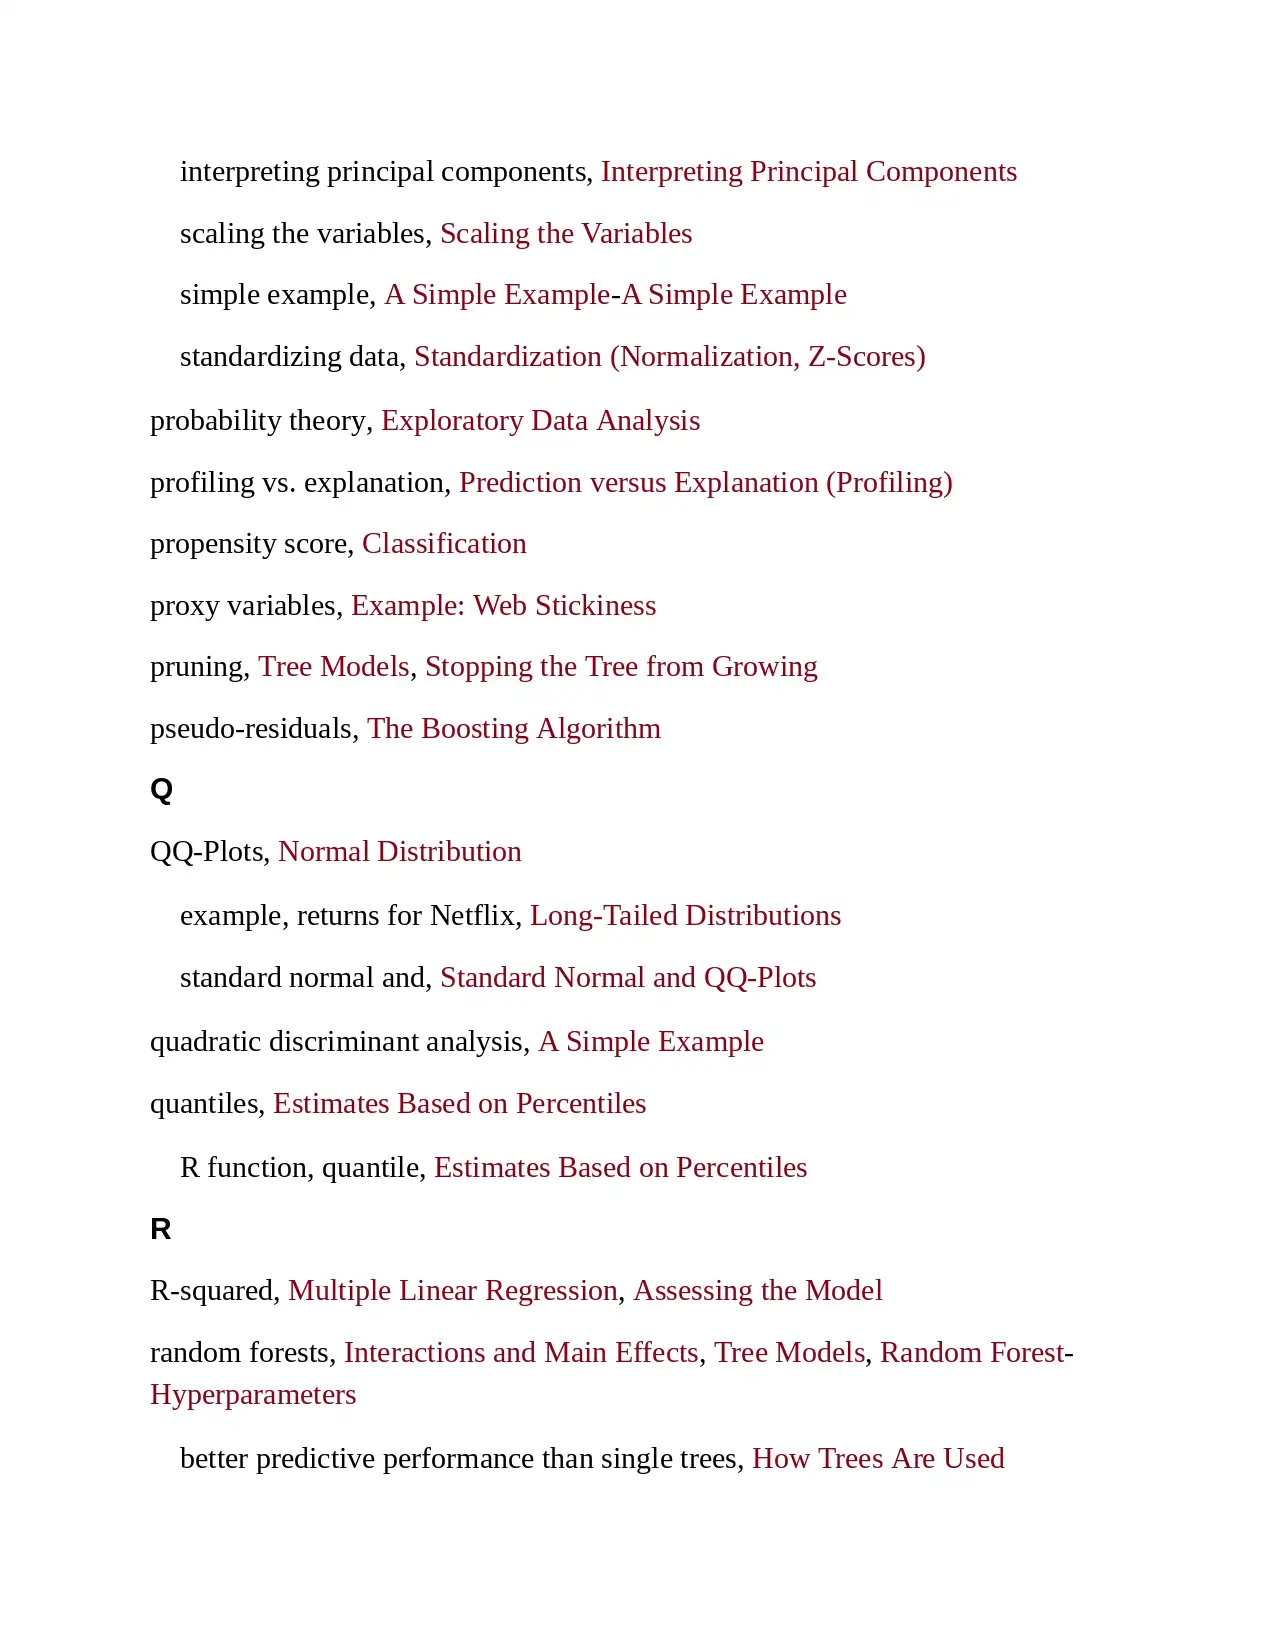 interpreting principal components, Interpreting Principal Components
scaling the variables, Scaling the Variables
simple example, A Simple Example-A Simple Example
standardizing data, Standardization (Normalization, Z-Scores)
probability theory, Exploratory Data Analysis
profiling vs. explanation, Prediction versus Explanation (Profiling)
propensity score, Classification
proxy variables, Example: Web Stickiness
pruning, Tree Models, Stopping the Tree from Growing
pseudo-residuals, The Boosting Algorithm
Q
QQ-Plots, Normal Distribution
example, returns for Netflix, Long-Tailed Distributions
standard normal and, Standard Normal and QQ-Plots
quadratic discriminant analysis, A Simple Example
quantiles, Estimates Based on Percentiles
R function, quantile, Estimates Based on Percentiles
R
R-squared, Multiple Linear Regression, Assessing the Model
random forests, Interactions and Main Effects, Tree Models, Random Forest-
Hyperparameters
better predictive performance than single trees, How Trees Are Used